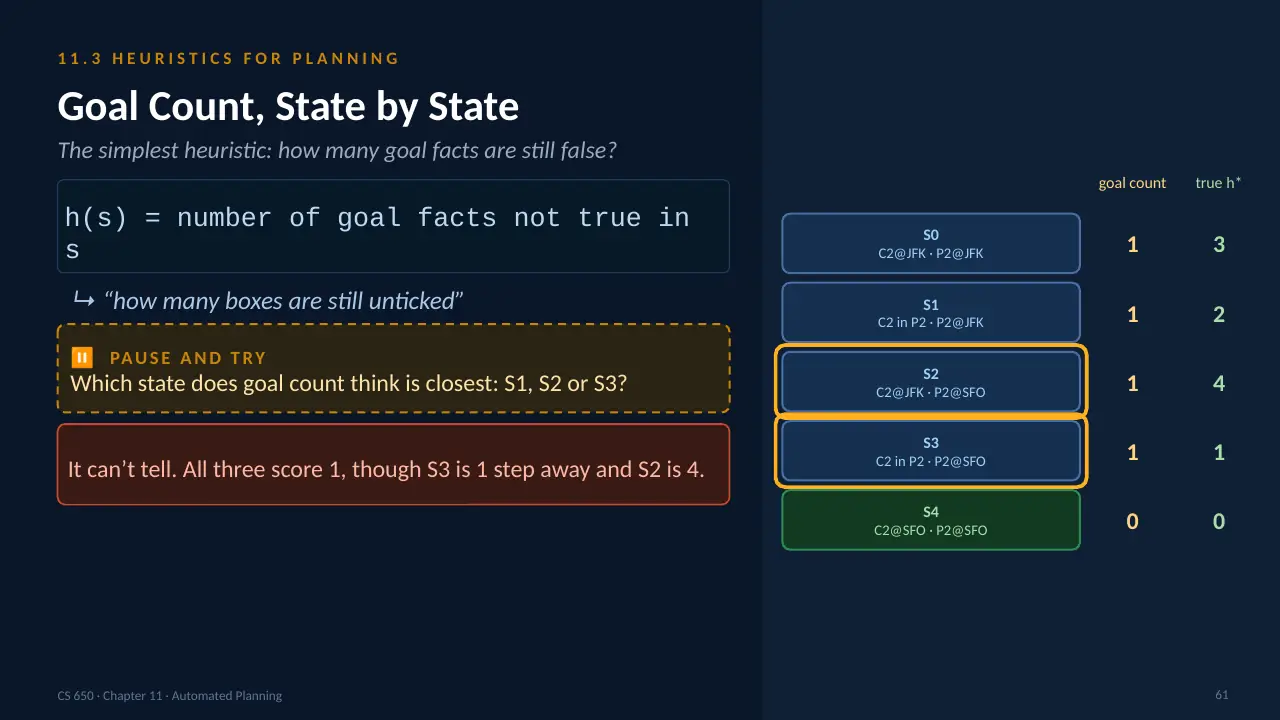 11.3 HEURISTICS FOR PLANNING
Goal Count, State by State
The simplest heuristic: how many goal facts are still false?
h(s) = number of goal facts not true in
s
↪ “how many boxes are still unticked”
⏸ PAUSE AND TRY
Which state does goal count think is closest: S1, S2 or S3?
It can’t tell. All three score 1, though S3 is 1 step away and S2 is 4.
goal count true h*
S0
C2@JFK · P2@JFK
1 3
S1
C2 in P2 · P2@JFK
1 2
S2
C2@JFK · P2@SFO
1 4
S3
C2 in P2 · P2@SFO
1 1
S4
C2@SFO · P2@SFO
0 0
CS 650 · Chapter 11 · Automated Planning
61